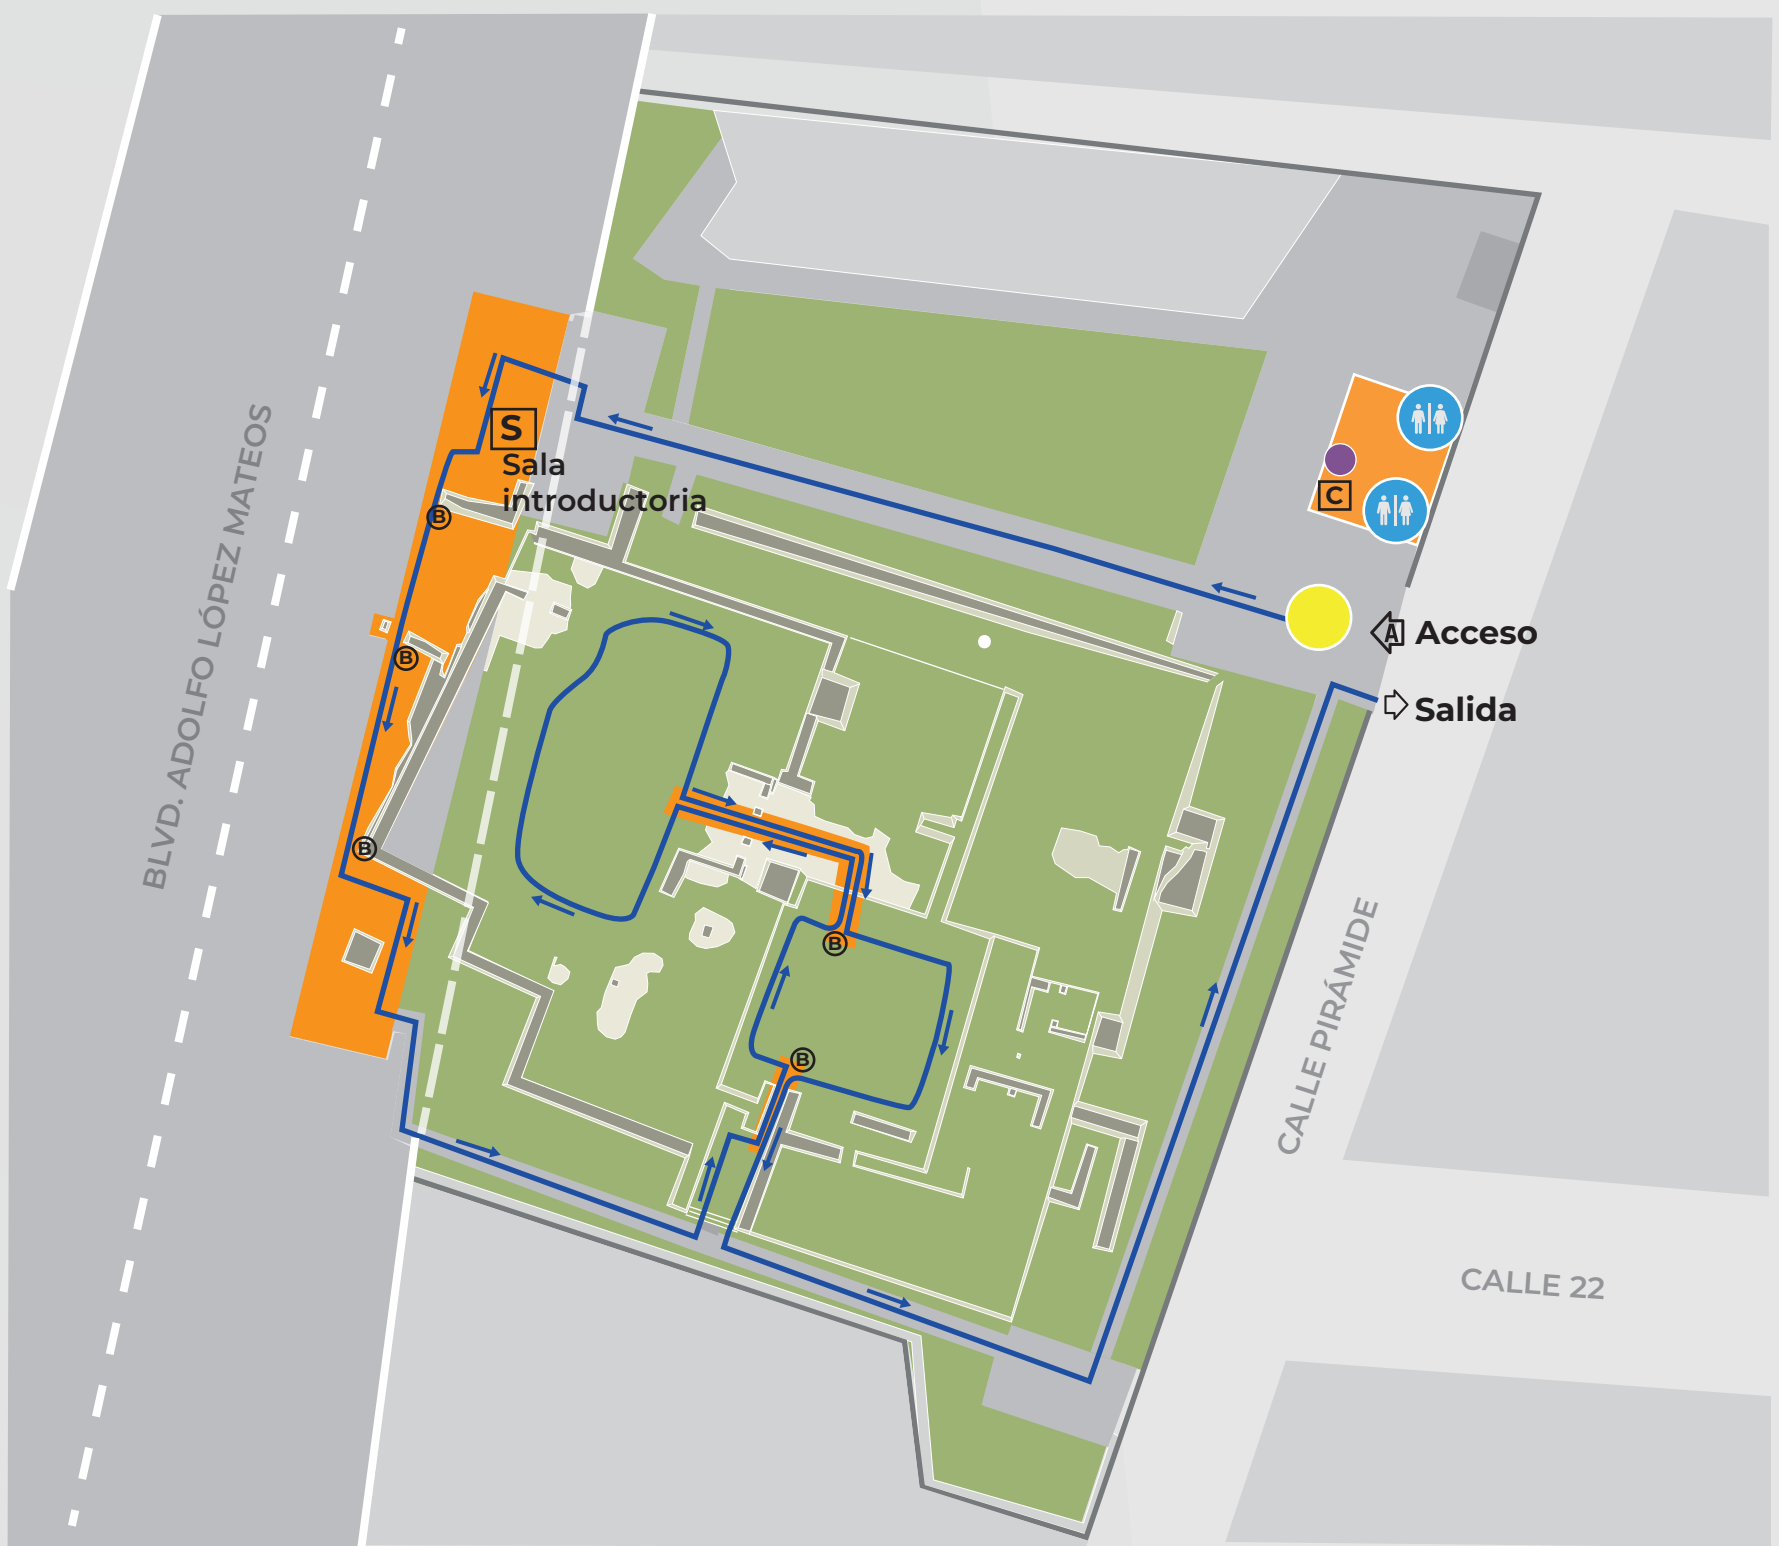 BLVD. ADOLFO LÓPEZ MATEOS
S
Sala
introductoria
B
C
A
Acceso
B
Salida
B
B
B
CALLE PIRÁMIDE
CALLE 22